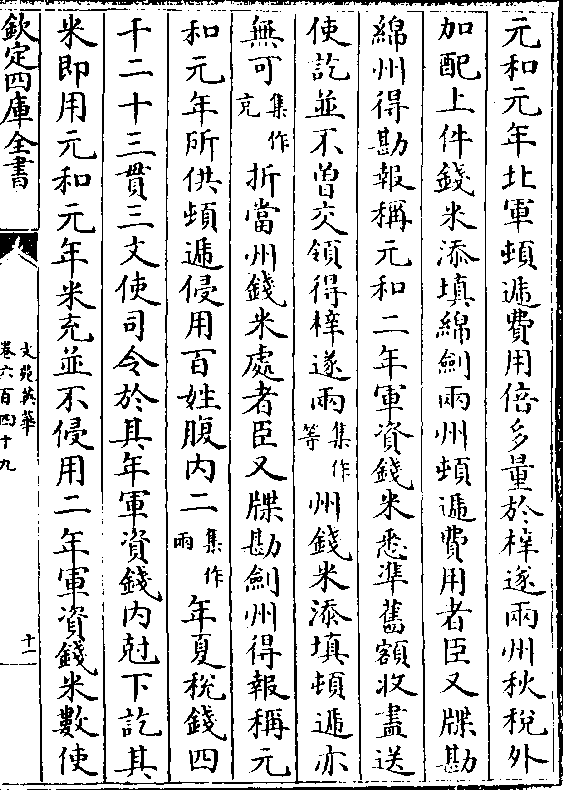 元和元年北軍頓遞費用倍多量於梓遂兩州秋稅外
加配上件錢米添填綿劍兩州頓遞費用者臣又牒勘
綿州得勘報稱元和二年軍資錢米悉準舊額收盡送
使訖並不曾交領得梓遂兩集作等州錢米添填頓遞亦
無可集作克折當州錢米處者臣又牒勘劍州得報稱元
和元年所供頓遞侵用百姓腹內二集作兩年夏稅錢四
千二十三貫三文使司令於其年軍資錢內尅下訖其
米即用元和元年米充並不侵用二年軍資錢米數使
欽定四庫全書
文苑英華
卷六百四十九
十一